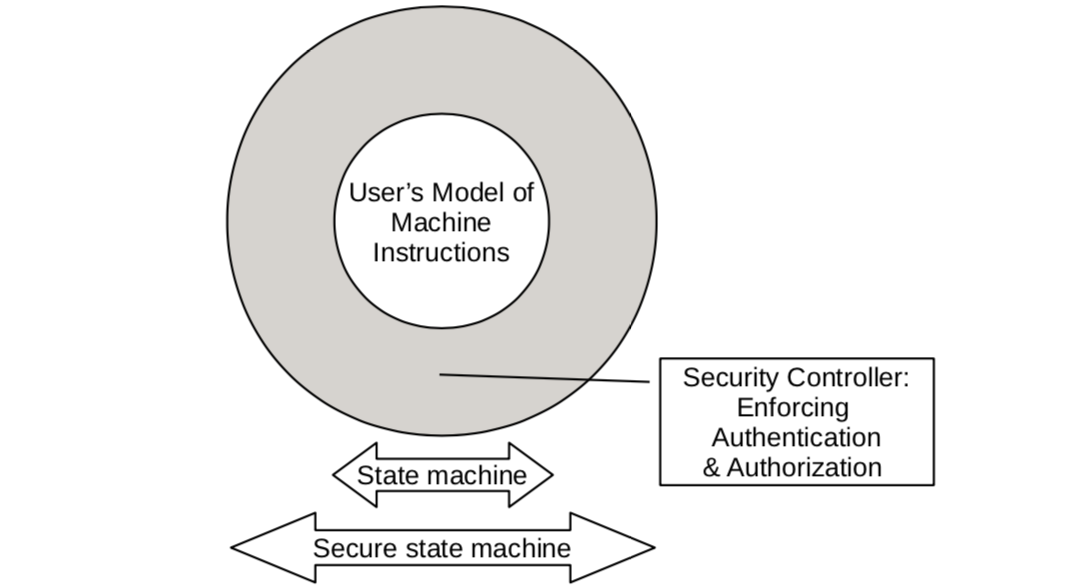 User’s Model of
Machine
Instructions
Security Controller:
Enforcing
Authentication
& Authorization
State machine
Secure state machine